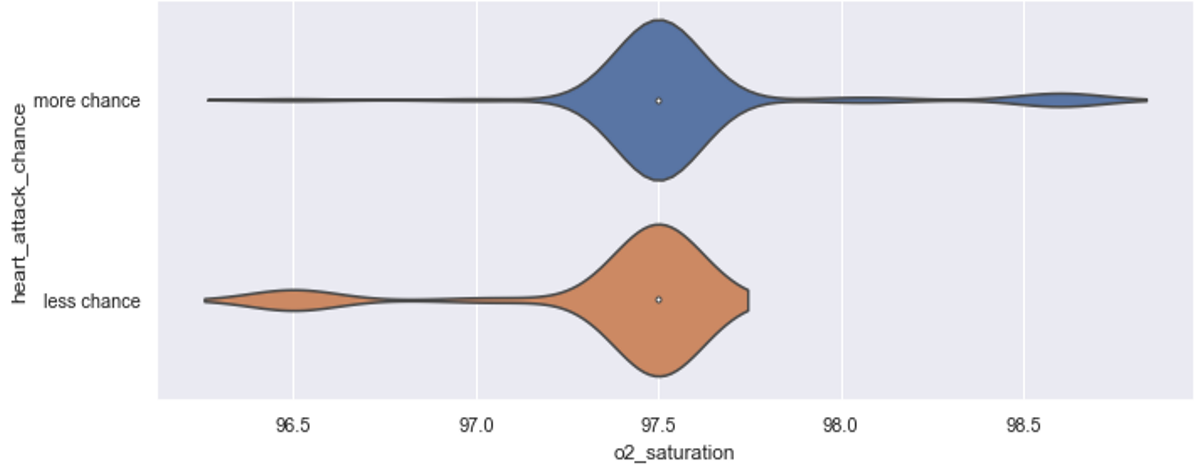 heart_attack_chance
more chance
less chance
96.5 97.0 97.5 98.0 98.5
o2_saturation